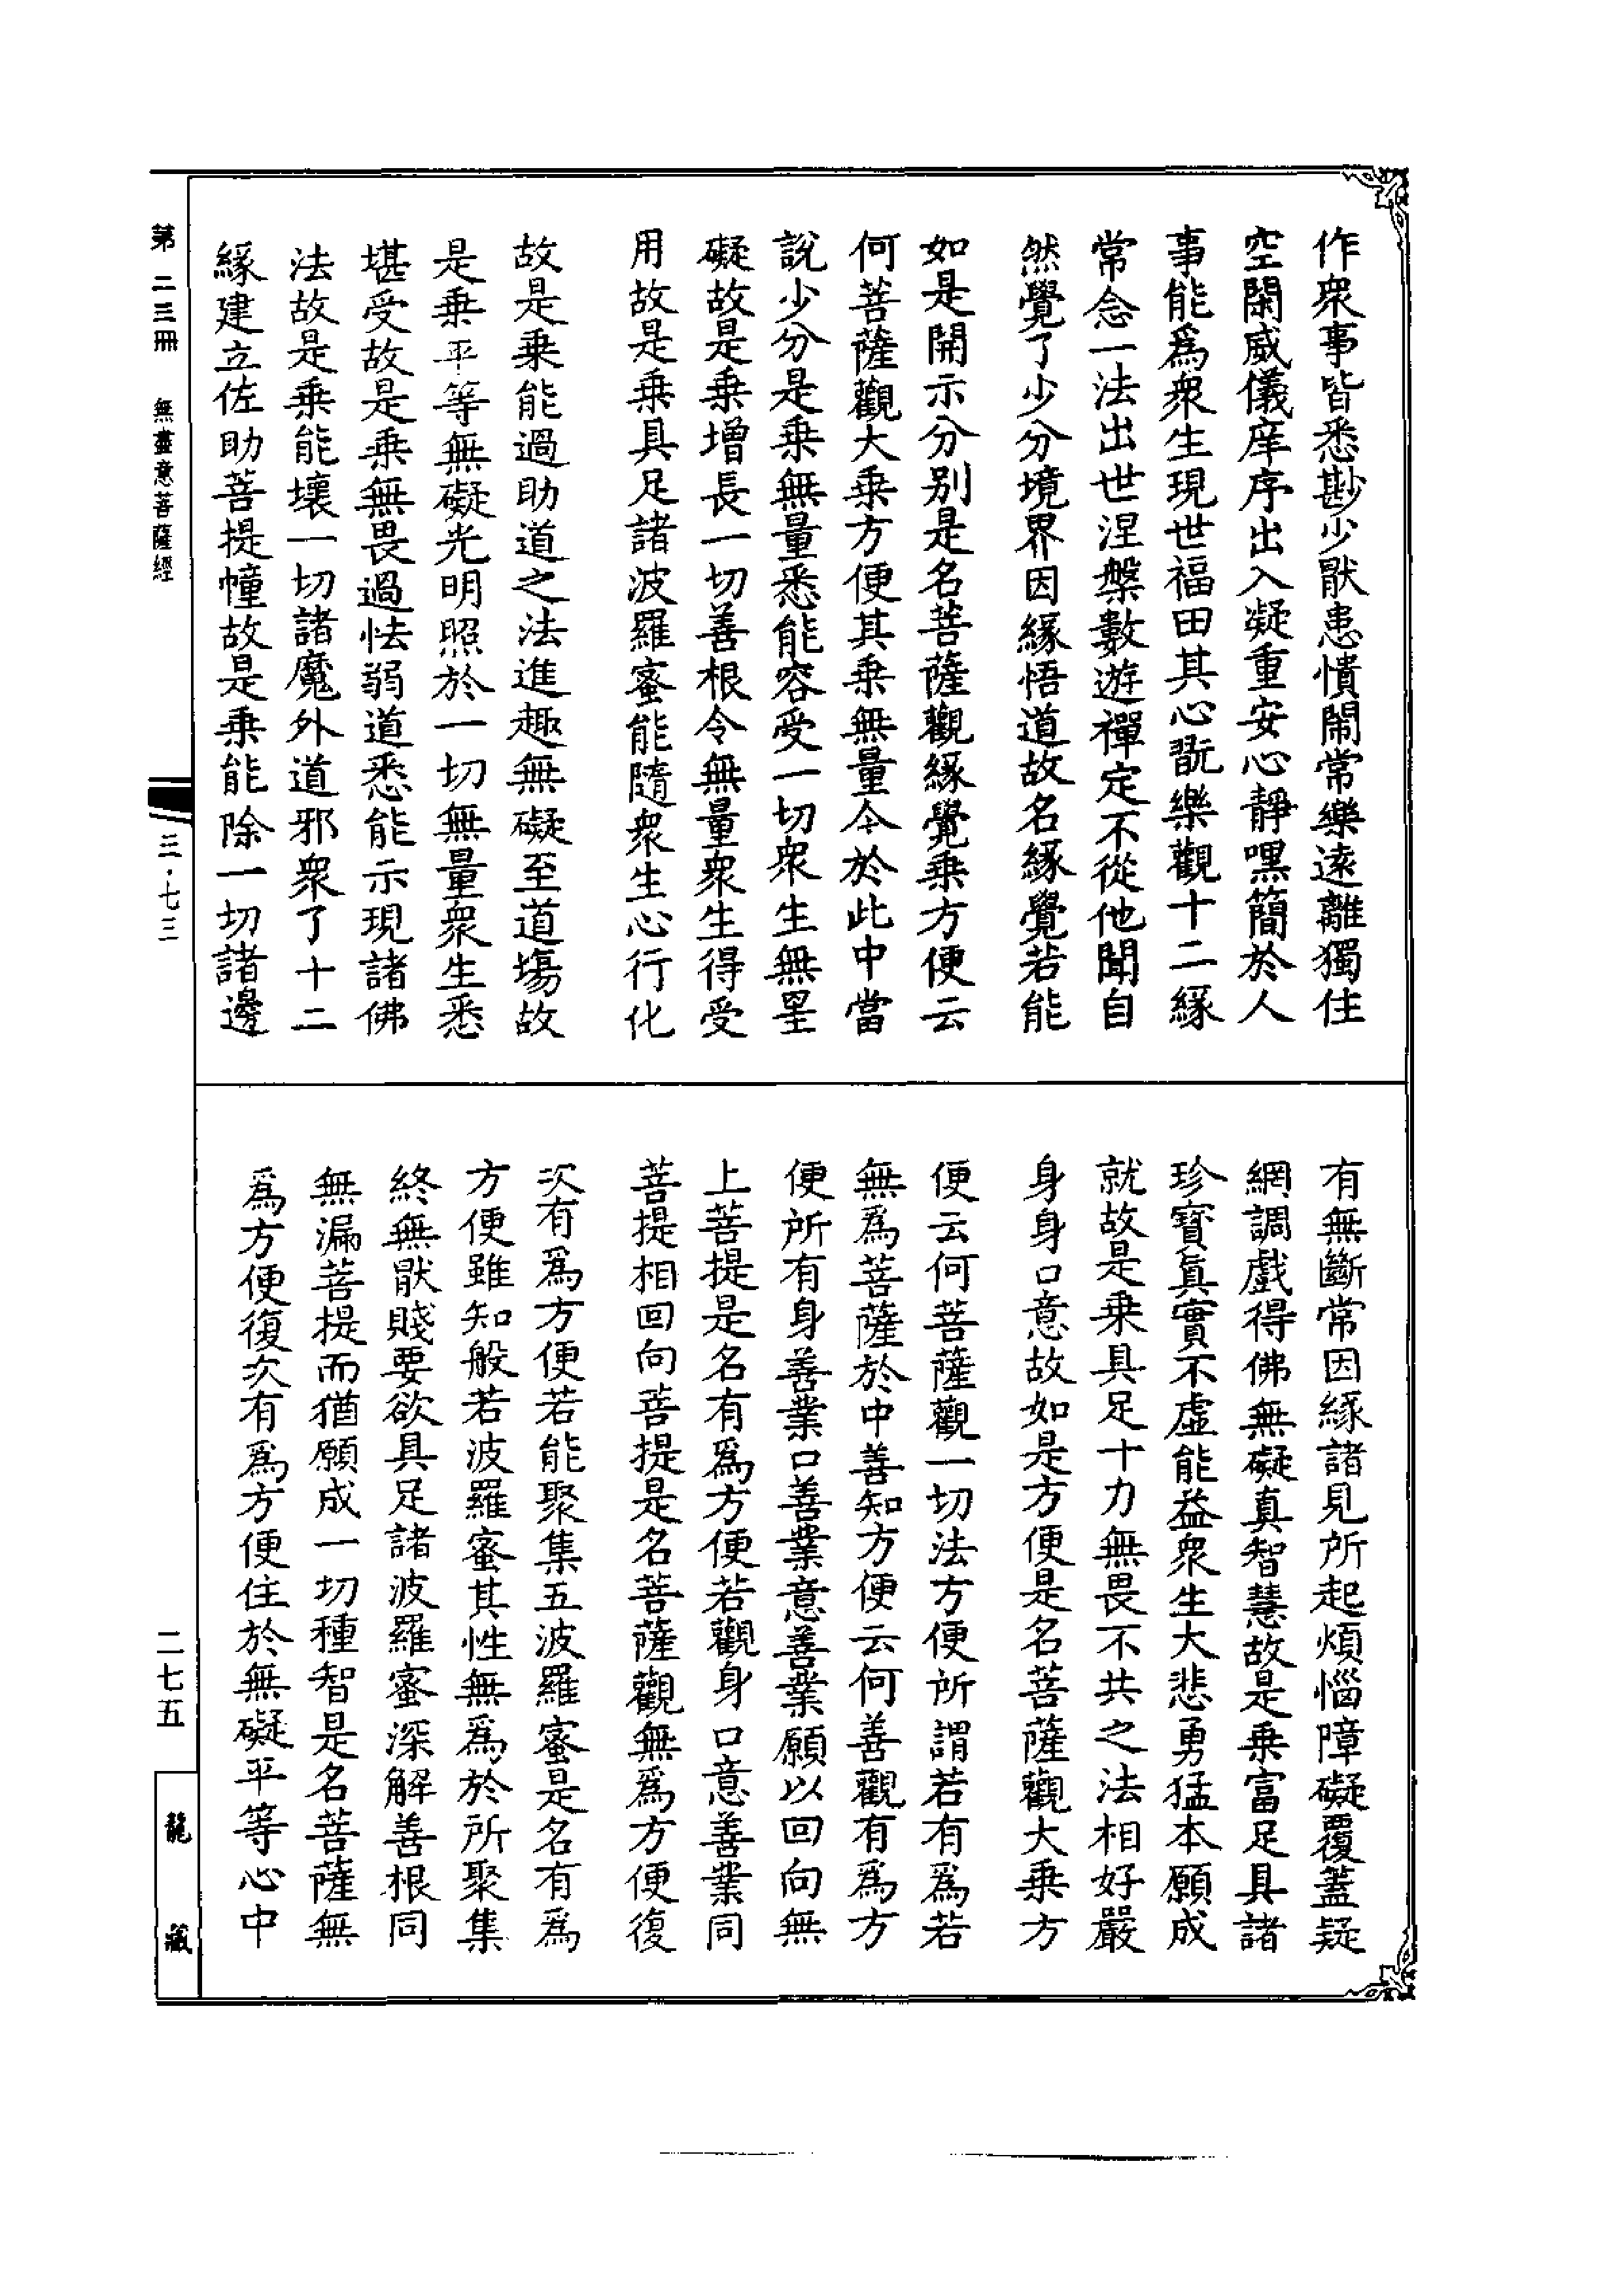 作衆事皆悉尠少猒患憒鬧常樂遠離獨住
空閑威儀庠序出入凝重安心靜嘿簡於人
事能爲衆生現世福田其心翫樂觀十二緣
常念一法出世涅槃數遊禪定不從他聞自
然覺了少分境界因緣悟道故名緣覺若能
如是開示分别是名菩薩觀緣覺乗方便云
何菩薩觀大乗方便其乗無量今於此中當
說少分是乗無量悉能容受一切衆生無罣
礙故是乗增長一切善根令無量衆生得受
用故是乗具足諸波羅蜜能隨衆生心行化
故是乗能過助道之法進趣無礙至道場故
是乗平等無礙光明照於一切無量衆生悉
堪受故是乗無畏過怯弱道悉能示現諸佛
法故是乗能壞一切諸魔外道邪衆了十二
緣建立佐助菩提幢故是乗能除一切諸邊
有無斷常因緣諸見所起煩惱障礙覆蓋疑
網調戲得佛無礙真智慧故是乗富足具諸
珍寶眞實不虛能益衆生大悲勇猛本願成
就故是乗具足十力無畏不共之法相好嚴
身身口意故如是方便是名菩薩觀大乗方
便云何菩薩觀一切法方便所謂若有爲若
無爲菩薩於中善知方便云何善觀有爲方
便所有身善業口善業意善業願以回向無
上菩提是名有爲方便若觀身口意善業同
菩提相回向菩提是名菩薩觀無爲方便復
次有爲方便若能聚集五波羅蜜是名有爲
方便雖知般若波羅蜜其性無爲於所聚集
終無猒賤要欲具足諸波羅蜜深解善根同
無漏菩提而猶願成一切種智是名菩薩無
爲方便復次有爲方便住於無礙平等心中
第二三冊　無盡意菩薩經
三·七三
二七五
龍藏